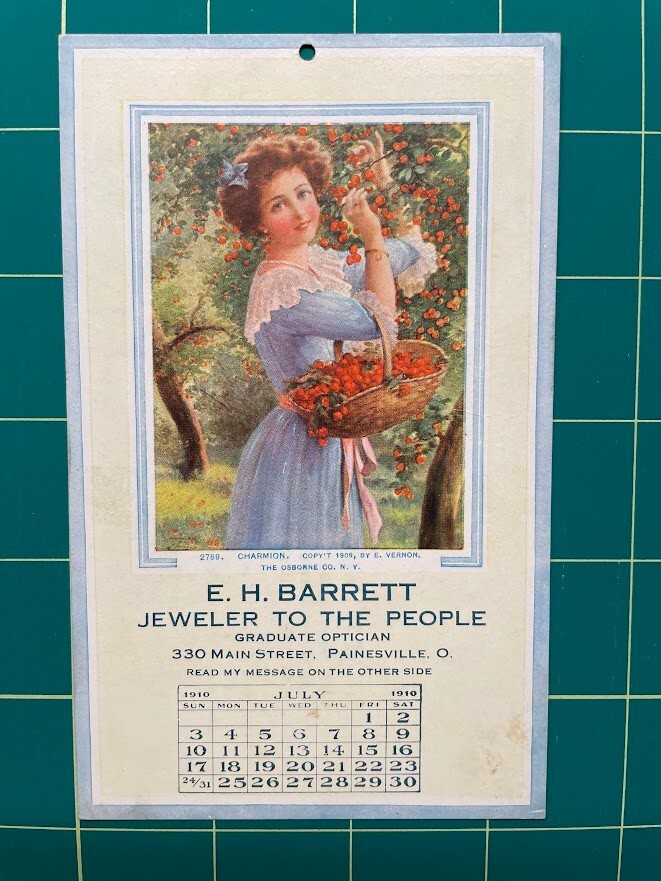 2789. CHARMION. COPY'T 1909, BY E. VERNON.
THE OSBORNE CO. N. Y.
E. H. BARRETT
JEWELER TO THE PEOPLE
GRADUATE OPTICIAN
330 MAIN STREET, PAINESVILLE, O.
READ MY MESSAGE ON THE OTHER SIDE
1910 JULY 1910
SUN MON TUE WED THU FRI SAT
1 2
3 4 5 6 7 8 9
10 11 12 13 14 15 16
17 18 19 20 21 22 23
24/31 25 26 27 28 29 30